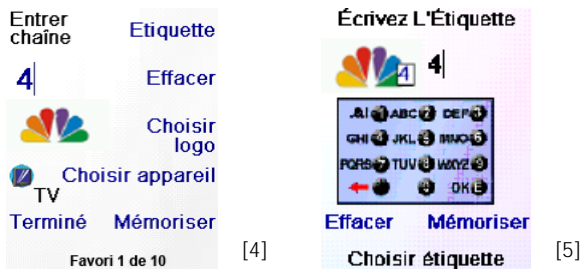 Entrer
chaîne
Etiquette
4
Effacer
Choisir
logo
Choisir appareil
TV
Terminé Mémoriser
Favori 1 de 10
[4]
Écrivez L'Étiquette
4 4
.&1 1 ABC 2 DEF 3
GHI 4 JKL 5 MNO 6
PQRS 7 TUV 8 WXYZ 9
OK E
Effacer Mémoriser
Choisir étiquette
[5]